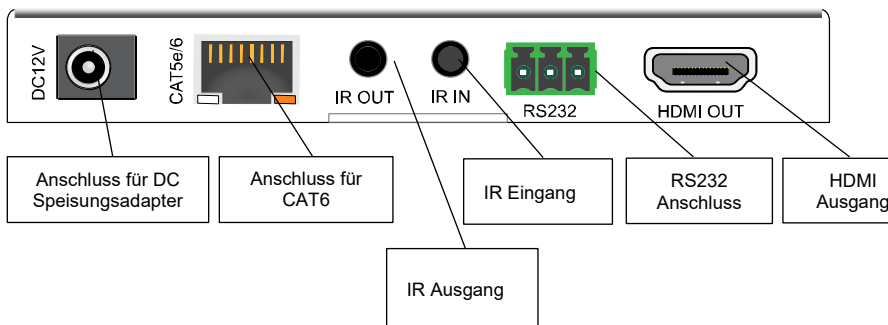 DC12V
CAT5e/6
IR OUT
IR IN
RS232
HDMI OUT
Anschluss für DC
Speisungsadapter
Anschluss für
CAT6
IR Eingang
RS232
Anschluss
HDMI
Ausgang
IR Ausgang